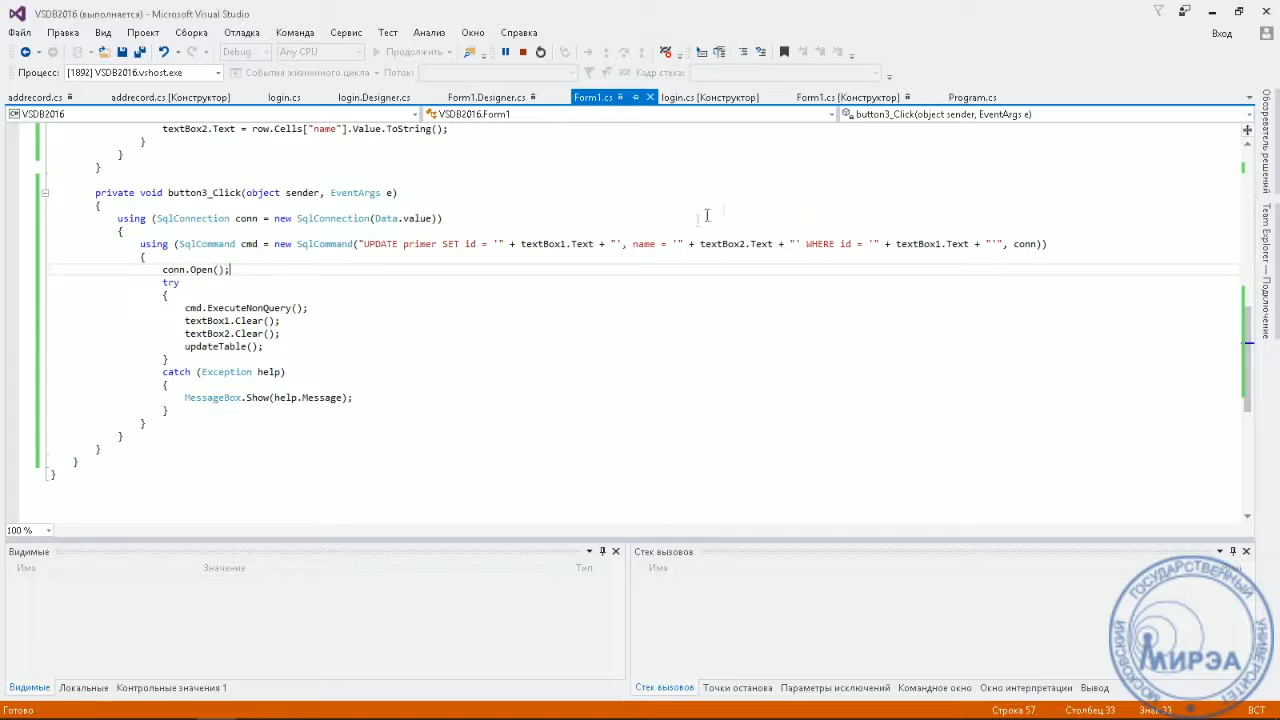 VSDB2016 (выполняется) - Microsoft Visual Studio
Файл Правка Вид Проект Сборка Отладка Команда Сервис Тест Анализ Окно Справка Вход
Debug Any CPU Продолжить
Процесс: [1892] VSDB2016.vshost.exe События жизненного цикла Поток: Кадр стека:
addrecord.cs addrecord.cs [Конструктор] login.cs login.Designer.cs Form1.Designer.cs Form1.cs login.cs [Конструктор] Form1.cs [Конструктор] Program.cs
VSDB2016 VSDB2016.Form1 button3_Click(object sender, EventArgs e)
textBox2.Text = row.Cells["name"].Value.ToString();
}
}
}
private void button3_Click(object sender, EventArgs e)
{
using (SqlConnection conn = new SqlConnection(Data.value))
{
using (SqlCommand cmd = new SqlCommand("UPDATE primer SET id = '" + textBox1.Text + "', name = '" + textBox2.Text + "' WHERE id = '" + textBox1.Text + "'", conn))
{
conn.Open();
try
{
cmd.ExecuteNonQuery();
textBox1.Clear();
textBox2.Clear();
updateTable();
}
catch (Exception help)
{
MessageBox.Show(help.Message);
}
}
}
}
}
}
100 %
Обозреватель решений
Team Explorer — Подключение
Видимые
Имя Значение Тип
Видимые Локальные Контрольные значения 1
Стек вызовов
Имя
Стек вызовов Точки останова Параметры исключений Командное окно Окно интерпретации Вывод
Готово Строка 57 Столбец 33 Знак 33 ВСТ
МОСКОВСКИЙ ГОСУДАРСТВЕННЫЙ УНИВЕРСИТЕТ
МИРЭА